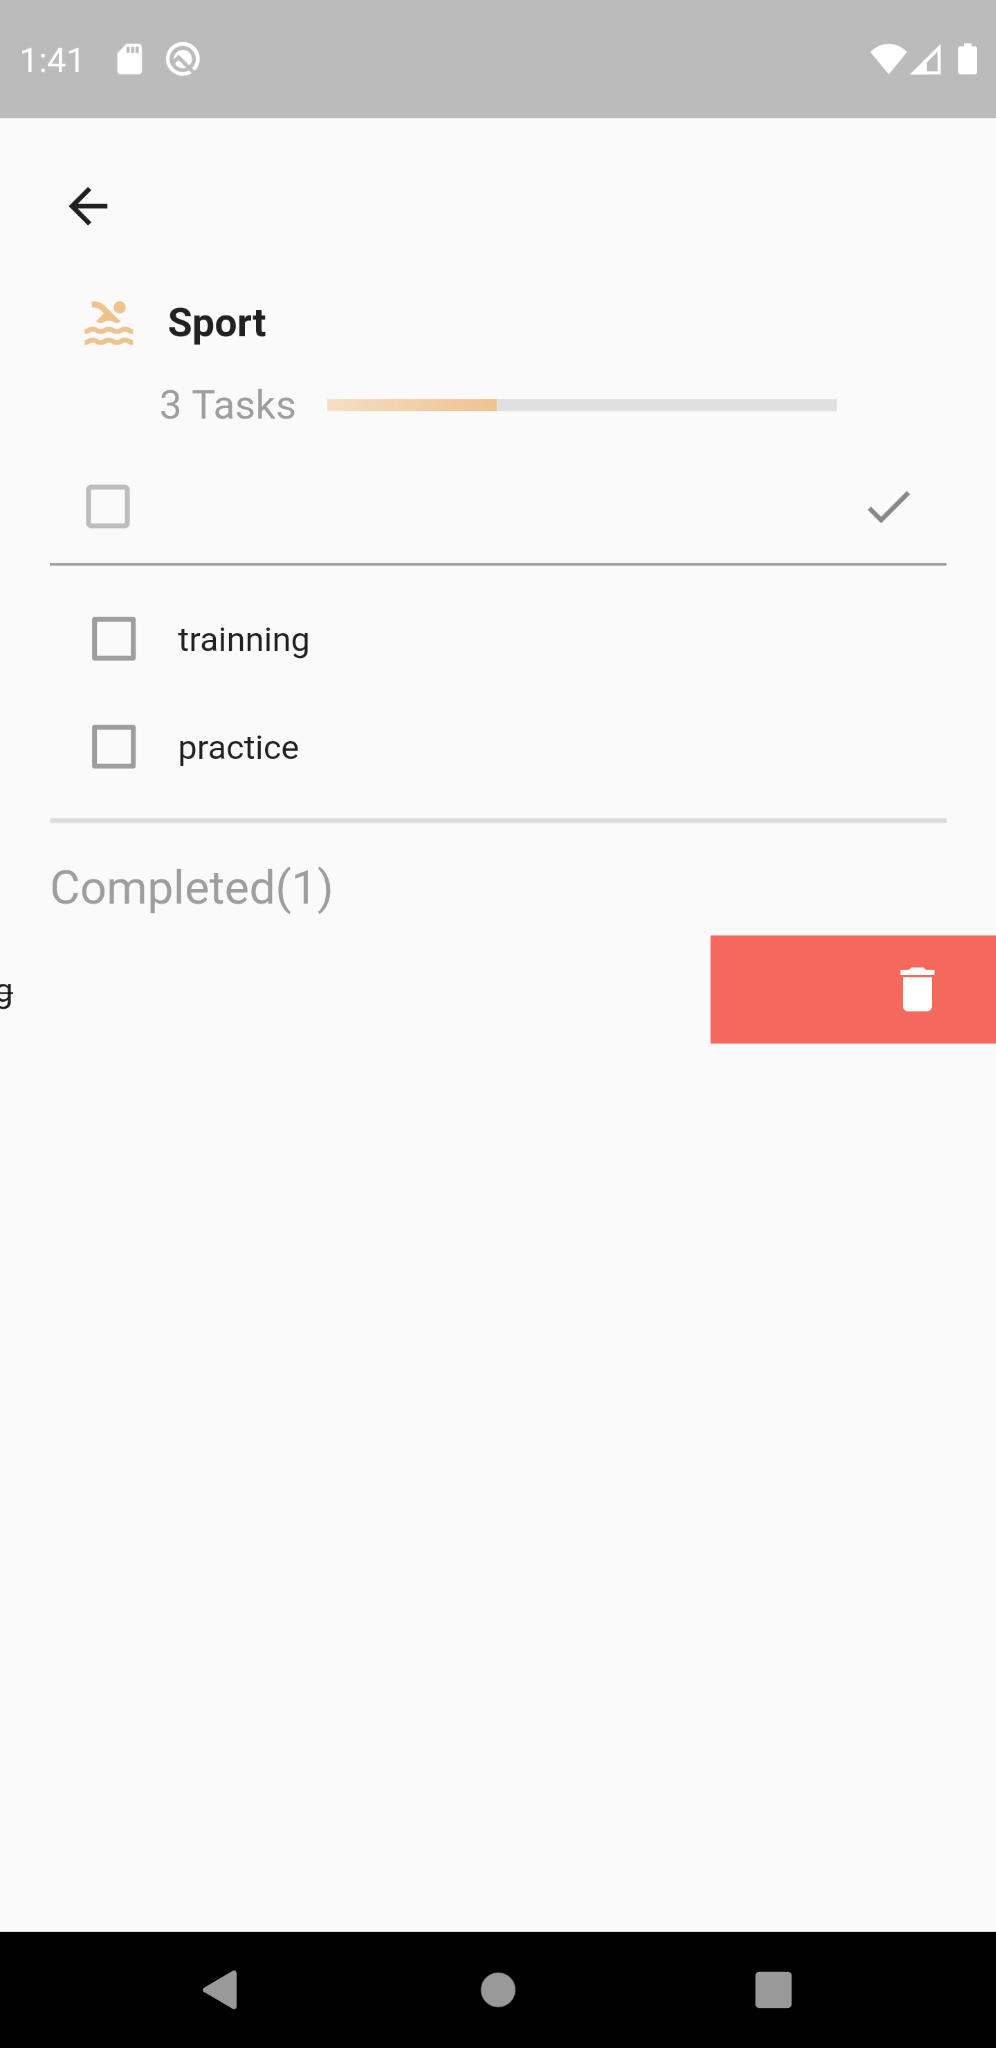 1:41
Sport
3 Tasks
trainning
practice
Completed(1)
g